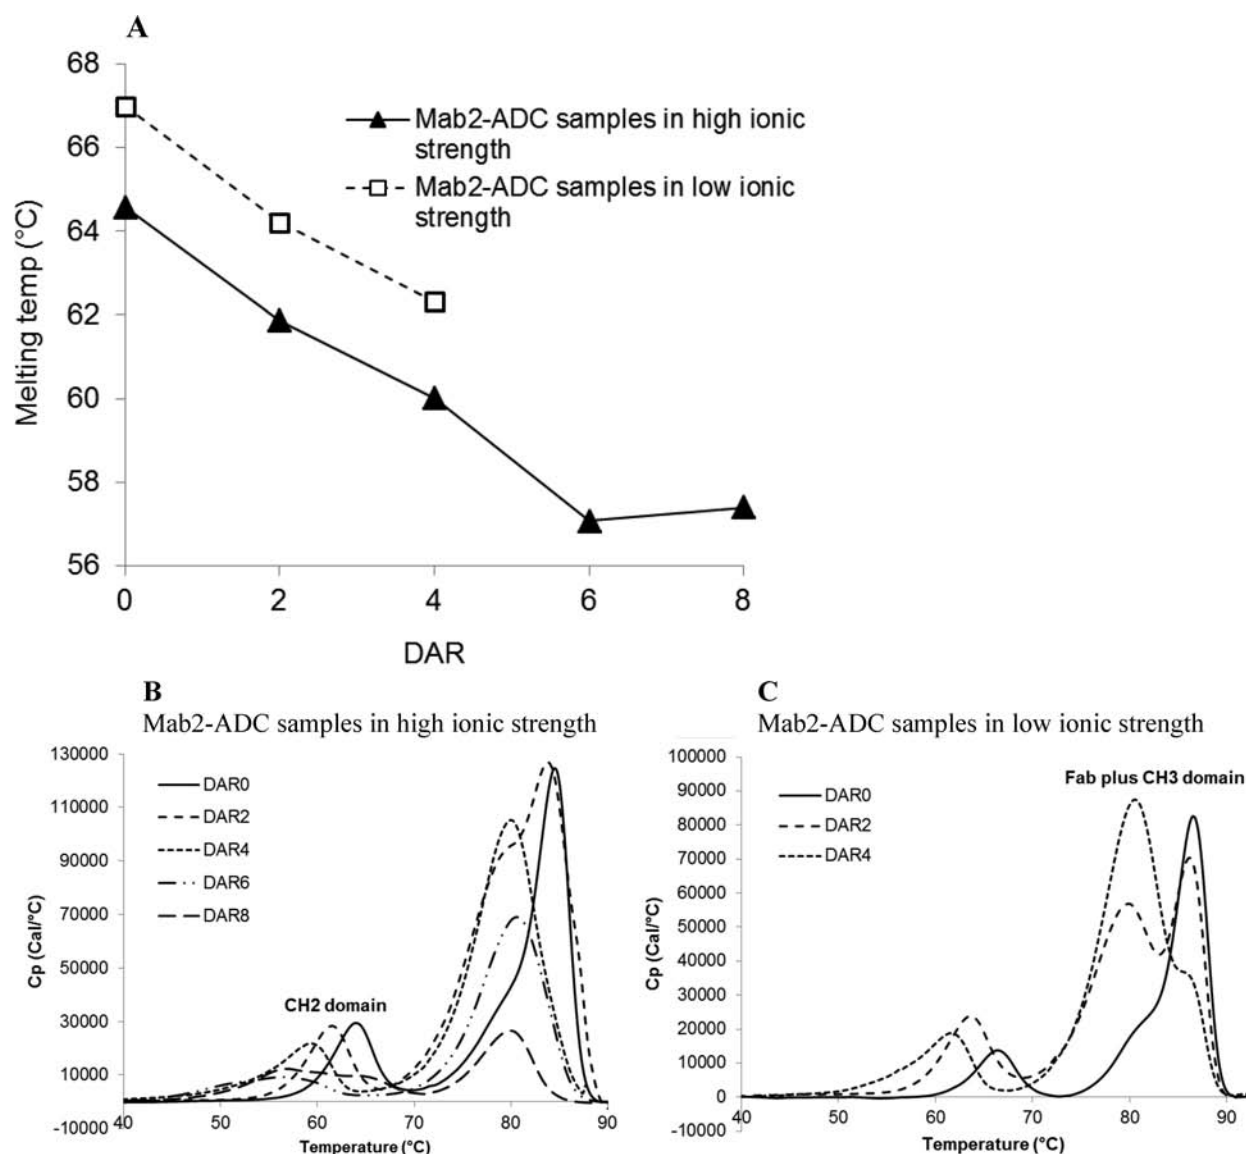 A
68
66
64
62
60
58
56
Melting temp (°C)
Mab2-ADC samples in high ionic
strength
Mab2-ADC samples in low ionic
strength
0 2 4 6 8
DAR
B
Mab2-ADC samples in high ionic strength
130000
110000
90000
70000
50000
30000
10000
-10000
Cp (Cal/°C)
DAR0
DAR2
DAR4
DAR6
DAR8
CH2 domain
40 50 60 70 80 90
Temperature (°C)
C
Mab2-ADC samples in low ionic strength
100000
90000
80000
70000
60000
50000
40000
30000
20000
10000
0
-10000
Cp (Cal/°C)
DAR0
DAR2
DAR4
Fab plus CH3 domain
40 50 60 70 80 90
Temperature (°C)